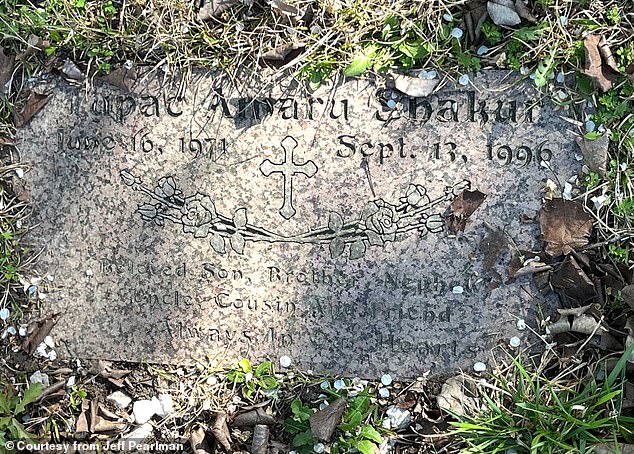 Tupac Amaru Shakur
June 16, 1971 Sept. 13, 1996
Beloved Son, Brother, Nephew
Uncle, Cousin And Friend
Always In Our Hearts
© Courtesy from Jeff Pearlman